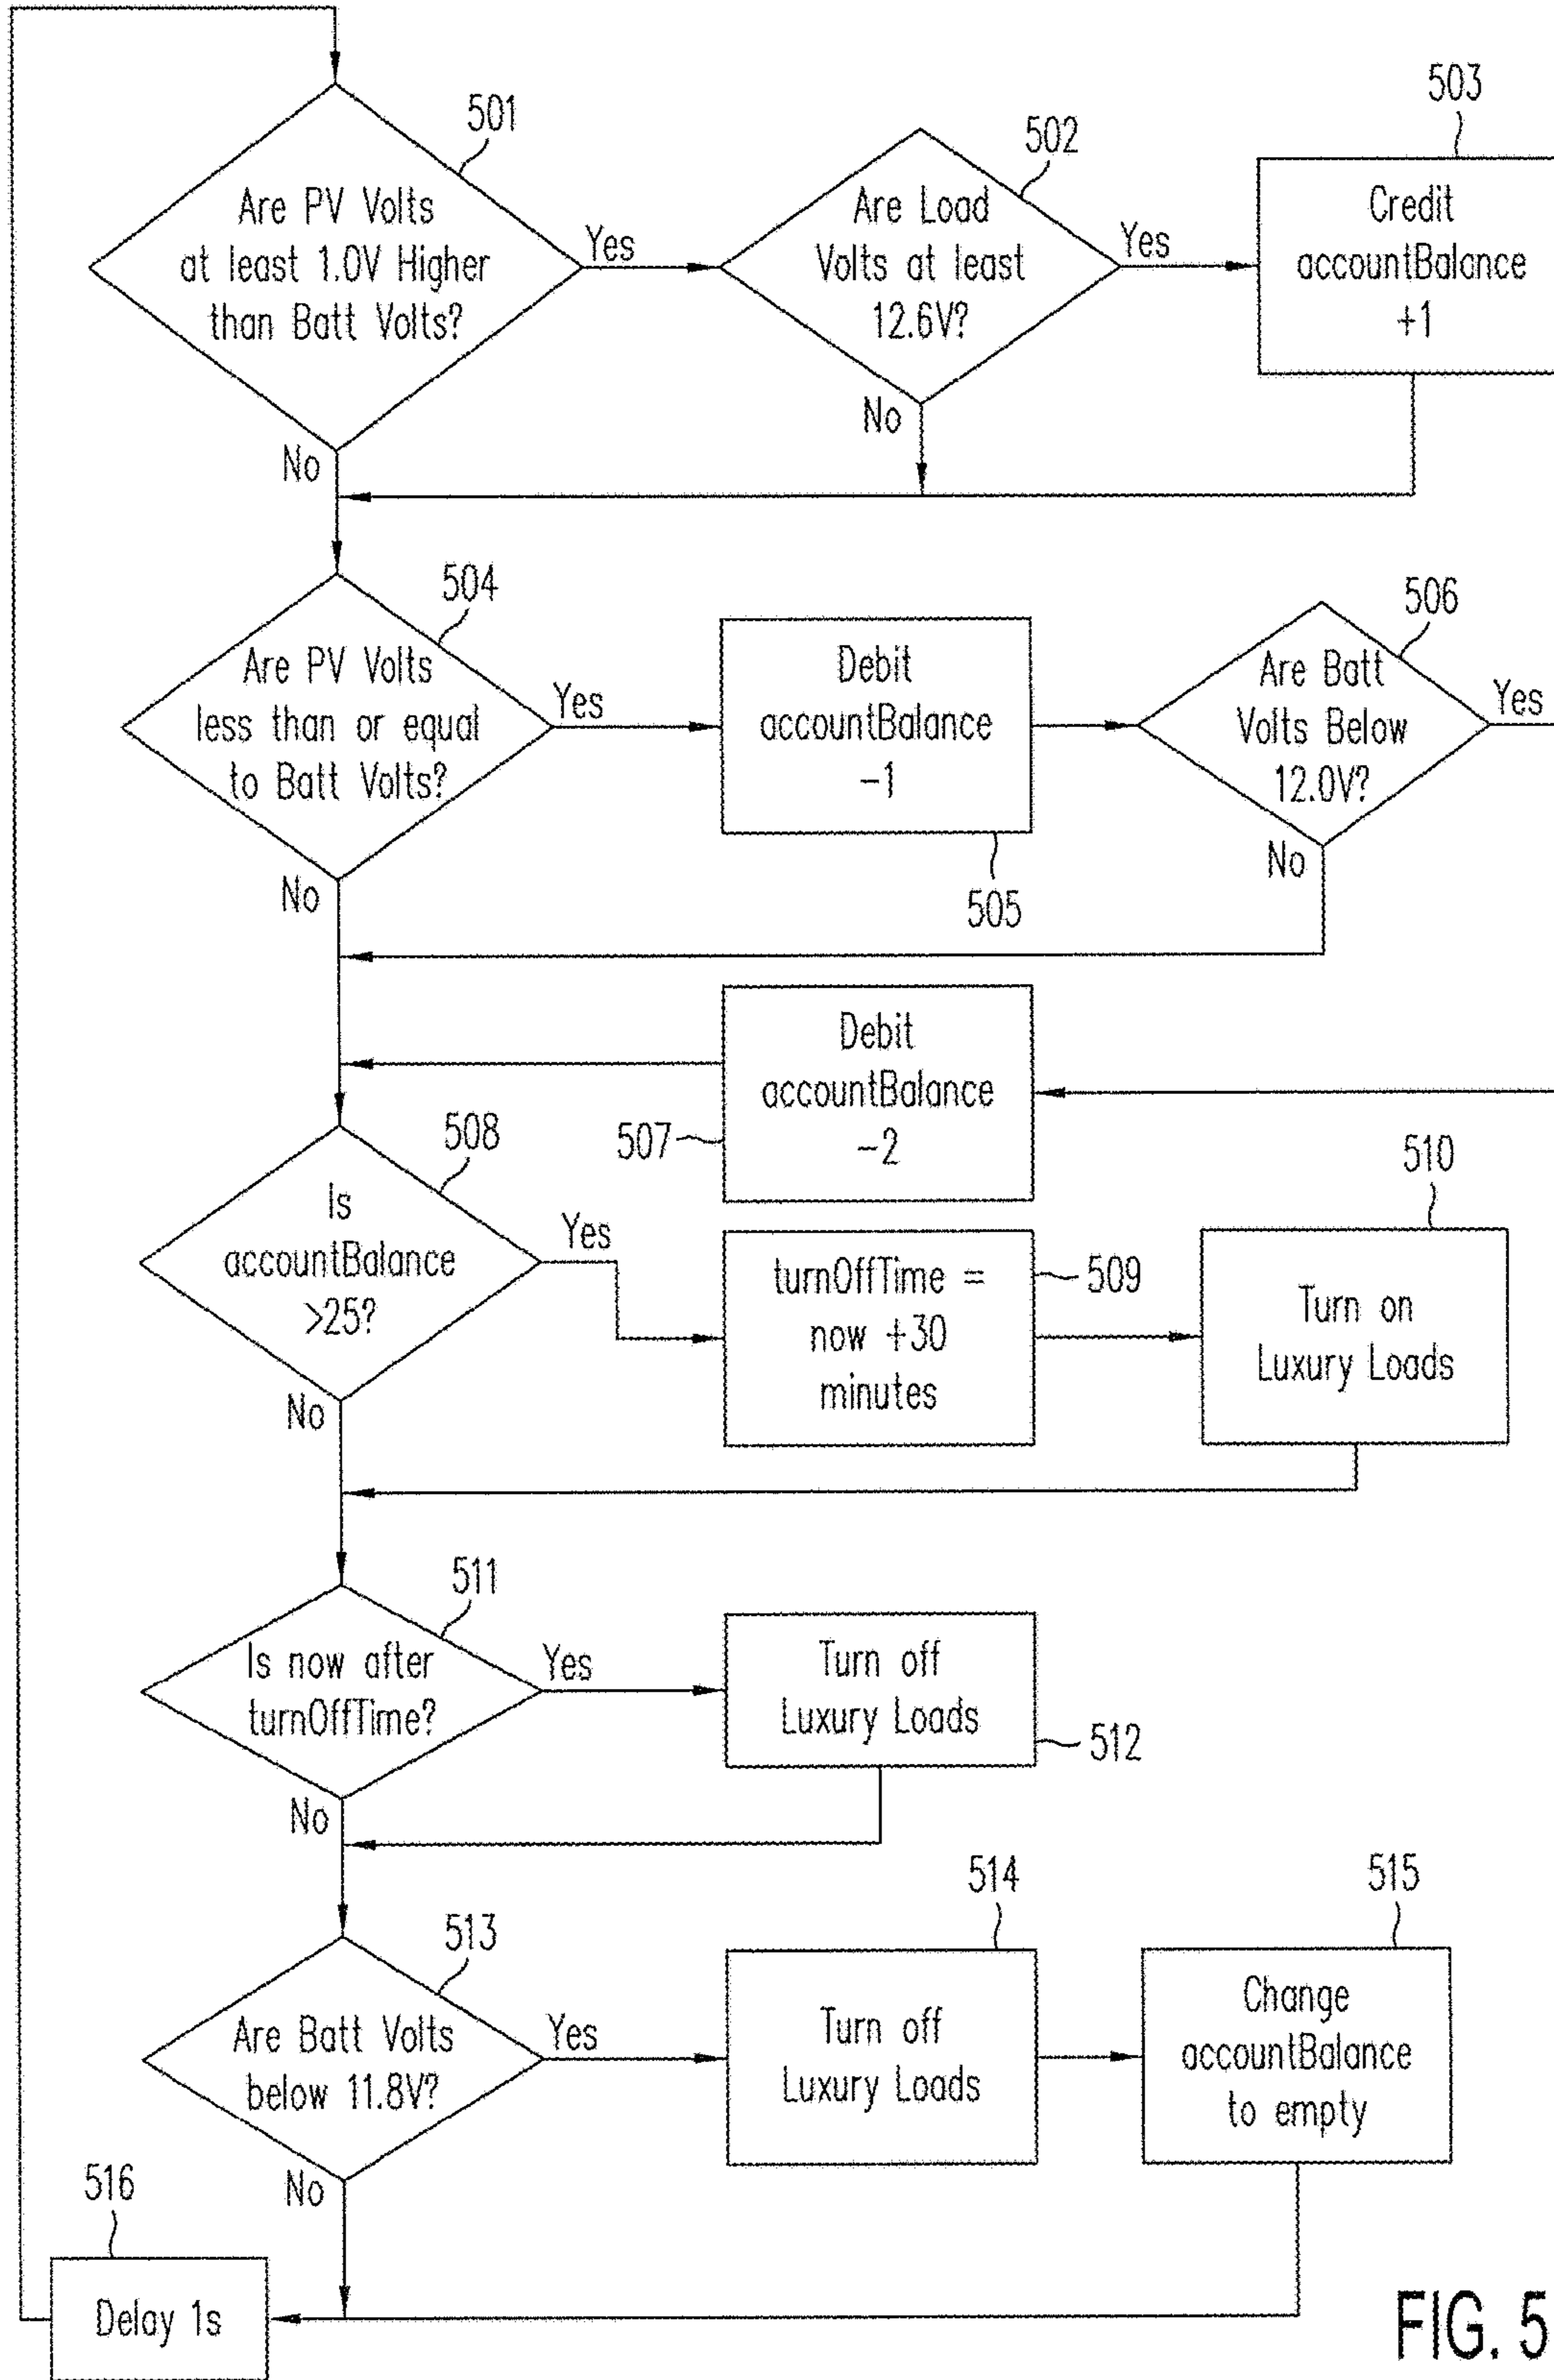 501
Are PV Volts
at least 1.0V Higher
than Batt Volts?
Yes
No
502
Are Load
Volts at least
12.6V?
Yes
No
503
Credit
accountBalance
+1
504
Are PV Volts
less than or equal
to Batt Volts?
Yes
No
Debit
accountBalance
-1
505
506
Are Batt
Volts Below
12.0V?
Yes
No
Debit
accountBalance
-2
507
508
Is
accountBalance
>25?
Yes
No
turnOffTime =
now +30
minutes
509
510
Turn on
Luxury Loads
511
Is now after
turnOffTime?
Yes
No
Turn off
Luxury Loads
512
513
Are Batt Volts
below 11.8V?
Yes
No
514
Turn off
Luxury Loads
515
Change
accountBalance
to empty
516
Delay 1s
FIG. 5